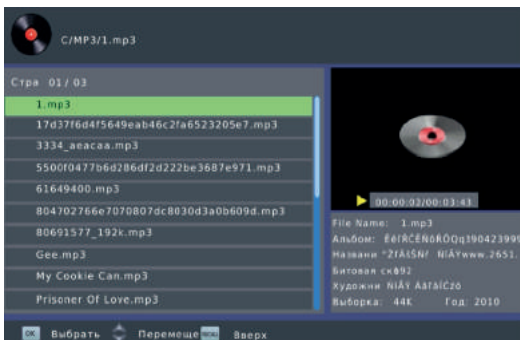 C/MP3/1.mp3
Стра 01/03
1.mp3
17d37f6d4f5649eab46c2fa6523205e7.mp3
3334_aeacaa.mp3
5500f0477b6d286df2d222be3687e971.mp3
61649400.mp3
804702766e7070807dc8030d3a0b609d.mp3
80691577_192k.mp3
Gee.mp3
My Cookie Can.mp3
Prisoner Of Love.mp3
00:00:02/00:03:43
File Name: 1.mp3
Альбом:
Названи
Битовая
Художни
Выборка: 44K Год: 2010
OK Выбрать Перемеще Вверх